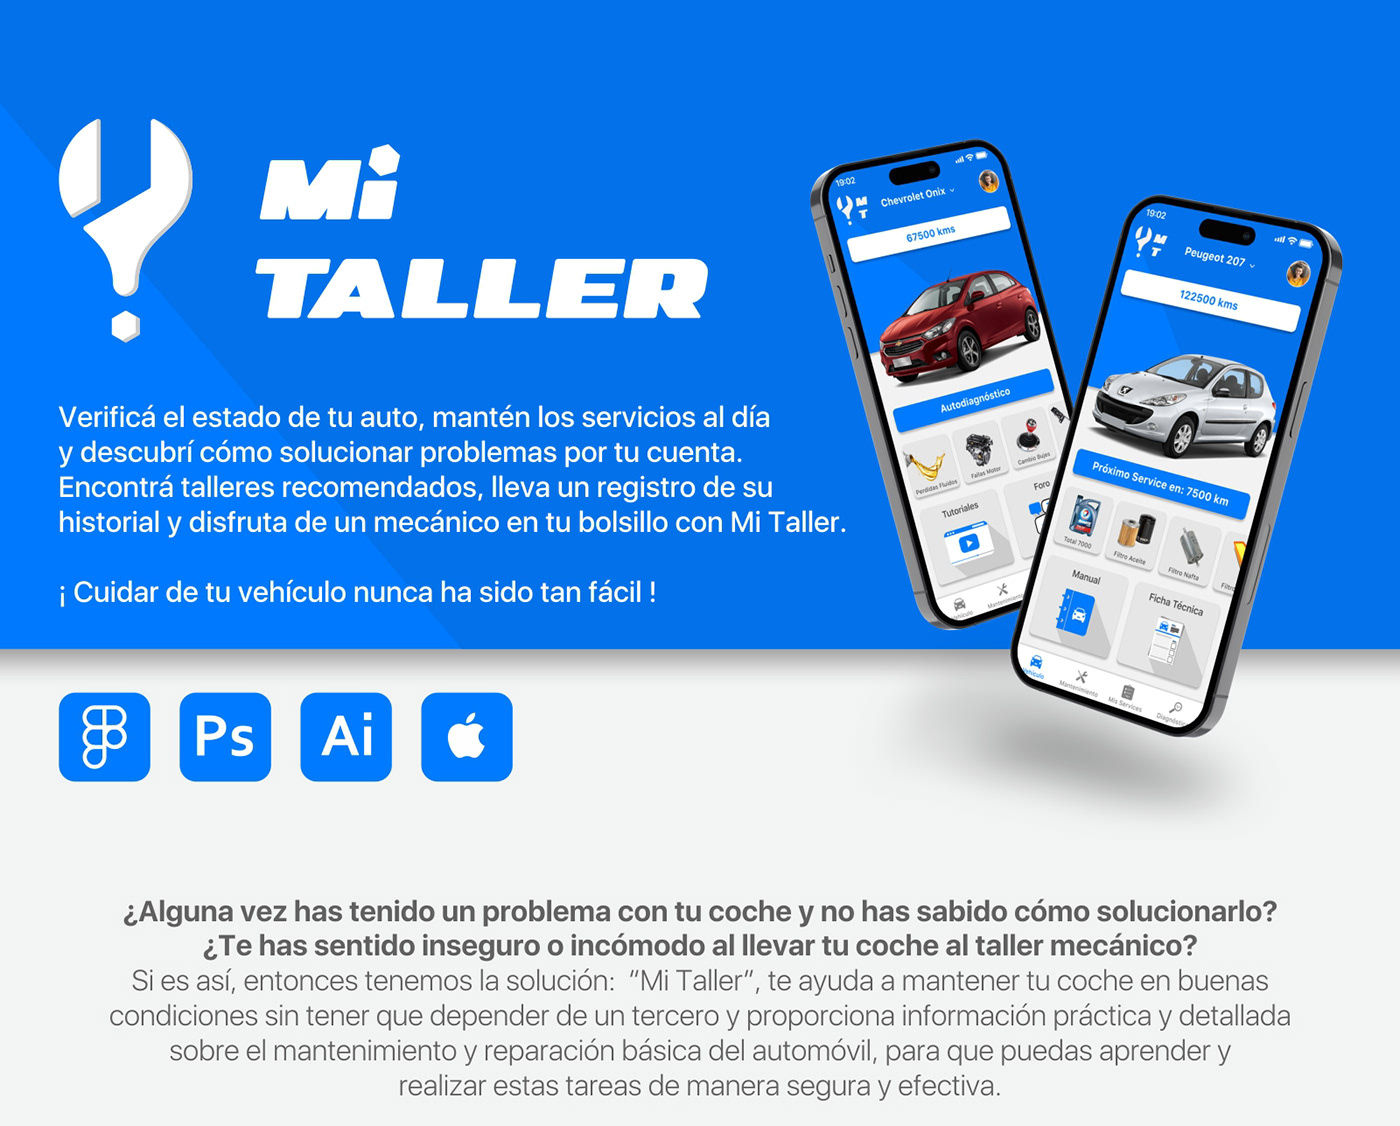 Mi
TALLER
Verificá el estado de tu auto, mantén los servicios al día
y descubrí cómo solucionar problemas por tu cuenta.
Encontrá talleres recomendados, lleva un registro de su
historial y disfruta de un mecánico en tu bolsillo con Mi Taller.
¡ Cuidar de tu vehículo nunca ha sido tan fácil !
19:02
M
T
Chevrolet Onix
67500 kms
Autodiagnóstico
Perdidas Fluidos
Fallas Motor
Cambio Bujes
Tutoriales
Foro
Vehículo
Mantenimiento
19:02
M
T
Peugeot 207
122500 kms
Próximo Service en: 7500 km
Total 7000
Filtro Aceite
Filtro Nafta
Filtro
Manual
Ficha Técnica
Vehículo
Mantenimiento
Mis Services
Diagnóstic
Ps
Ai
¿Alguna vez has tenido un problema con tu coche y no has sabido cómo solucionarlo?
¿Te has sentido inseguro o incómodo al llevar tu coche al taller mecánico?
Si es así, entonces tenemos la solución:  “Mi Taller”, te ayuda a mantener tu coche en buenas
condiciones sin tener que depender de un tercero y proporciona información práctica y detallada
sobre el mantenimiento y reparación básica del automóvil, para que puedas aprender y
realizar estas tareas de manera segura y efectiva.